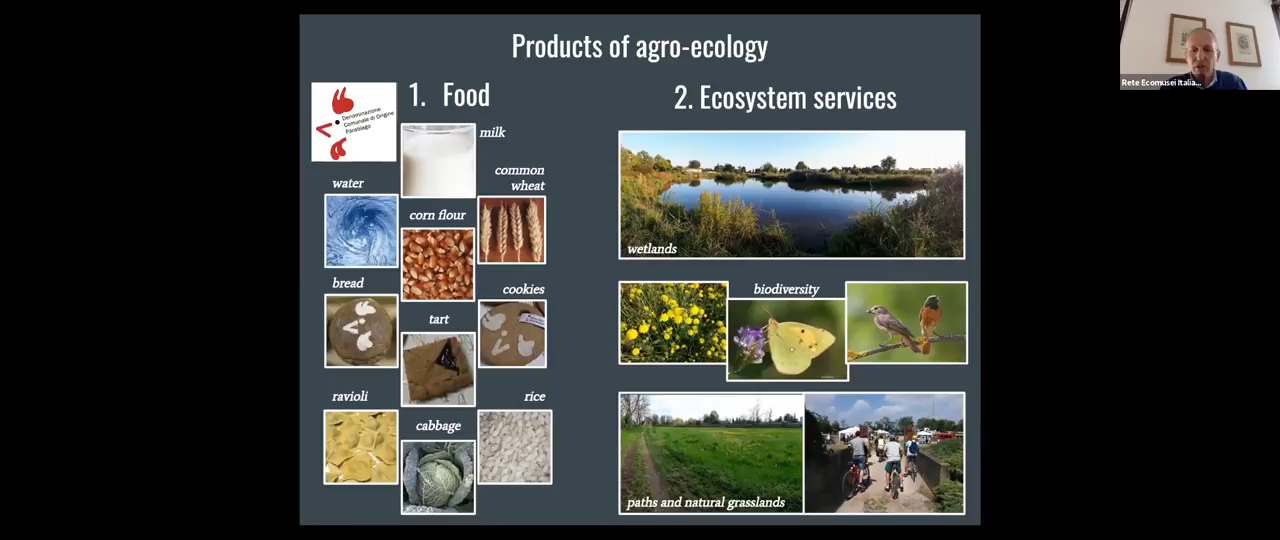 Products of agro-ecology
1. Food
2. Ecosystem services
Denominazione
Comunale di Origine
Parabiago
milk
water
common
wheat
corn flour
bread
cookies
tart
ravioli
rice
cabbage
wetlands
biodiversity
paths and natural grasslands
Rete Ecomusei Italia...